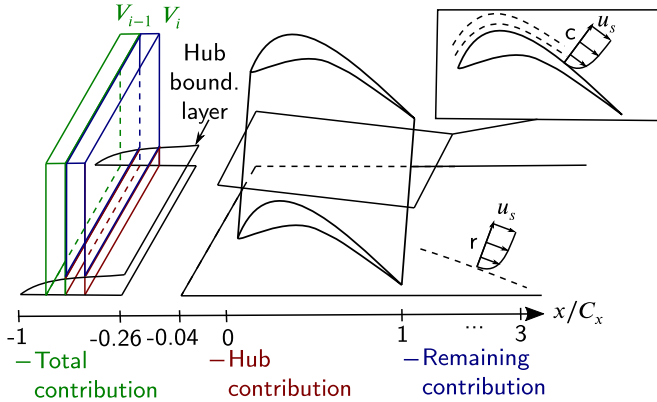 V_{i-1} V_i
Hub
bound.
layer
c u_s
r u_s
x/C_x
-1 -0.26 -0.04 0 1 ... 3
–Total
contribution
–Hub
contribution
–Remaining
contribution